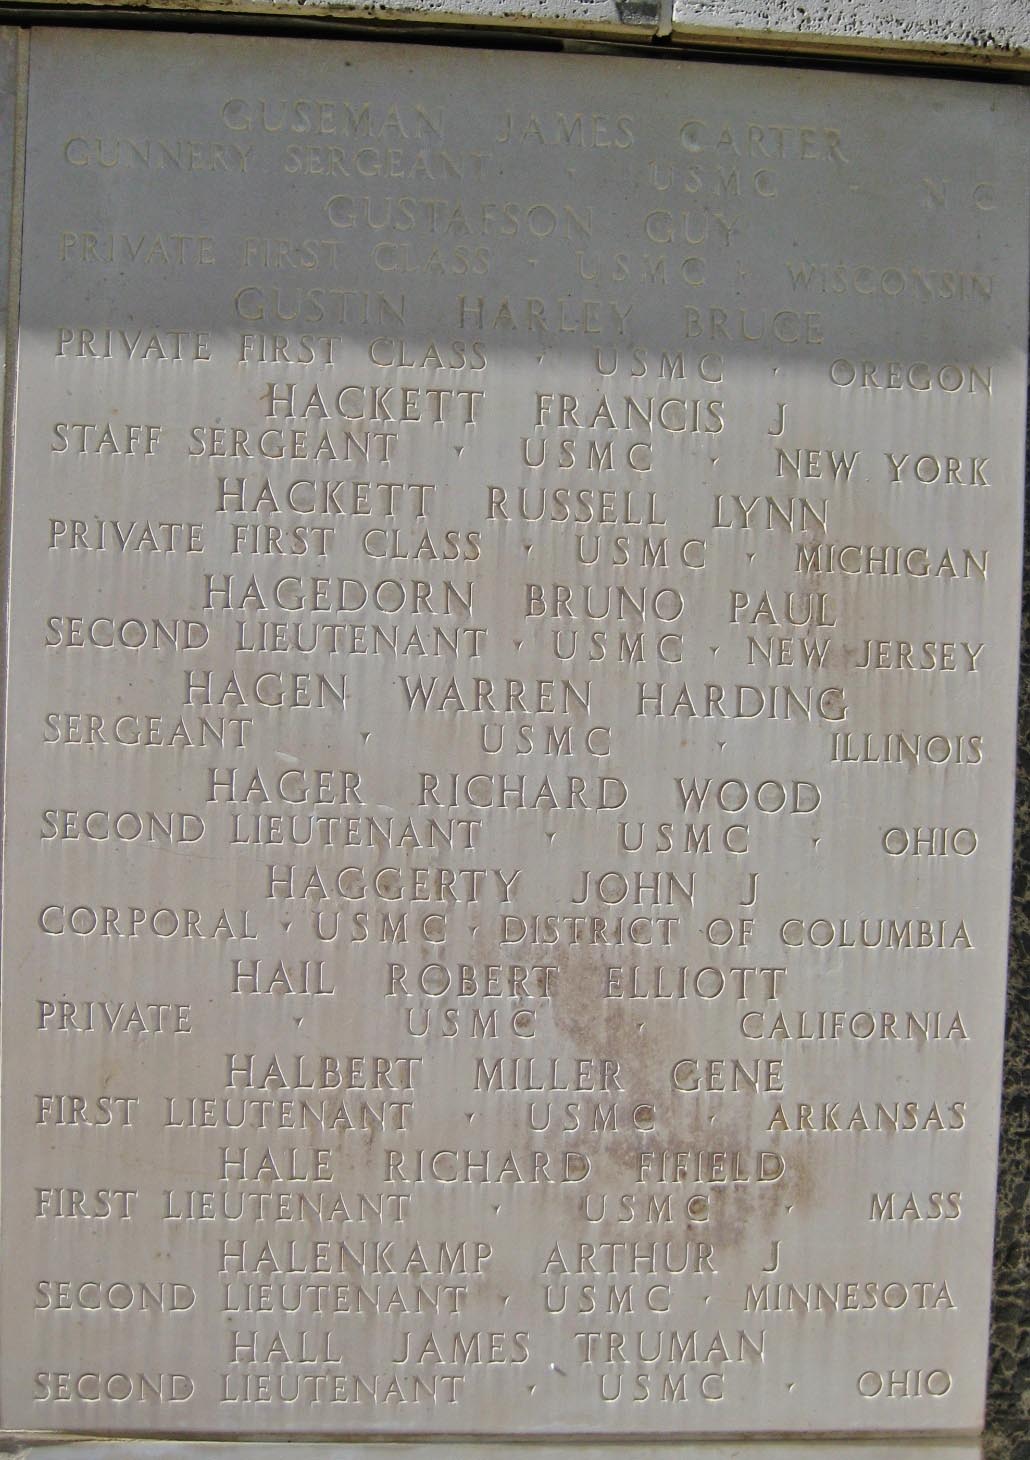 GUSEMAN JAMES CARTER
GUNNERY SERGEANT · USMC · N C
GUSTAFSON GUY
PRIVATE FIRST CLASS · USMC · WISCONSIN
GUSTIN HARLEY BRUCE
PRIVATE FIRST CLASS · USMC · OREGON
HACKETT FRANCIS J
STAFF SERGEANT · USMC · NEW YORK
HACKETT RUSSELL LYNN
PRIVATE FIRST CLASS · USMC · MICHIGAN
HAGEDORN BRUNO PAUL
SECOND LIEUTENANT · USMC · NEW JERSEY
HAGEN WARREN HARDING
SERGEANT · USMC · ILLINOIS
HAGER RICHARD WOOD
SECOND LIEUTENANT · USMC · OHIO
HAGGERTY JOHN J
CORPORAL · USMC · DISTRICT OF COLUMBIA
HAIL ROBERT ELLIOTT
PRIVATE · USMC · CALIFORNIA
HALBERT MILLER GENE
FIRST LIEUTENANT · USMC · ARKANSAS
HALE RICHARD FIFIELD
FIRST LIEUTENANT · USMC · MASS
HALENKAMP ARTHUR J
SECOND LIEUTENANT · USMC · MINNESOTA
HALL JAMES TRUMAN
SECOND LIEUTENANT · USMC · OHIO